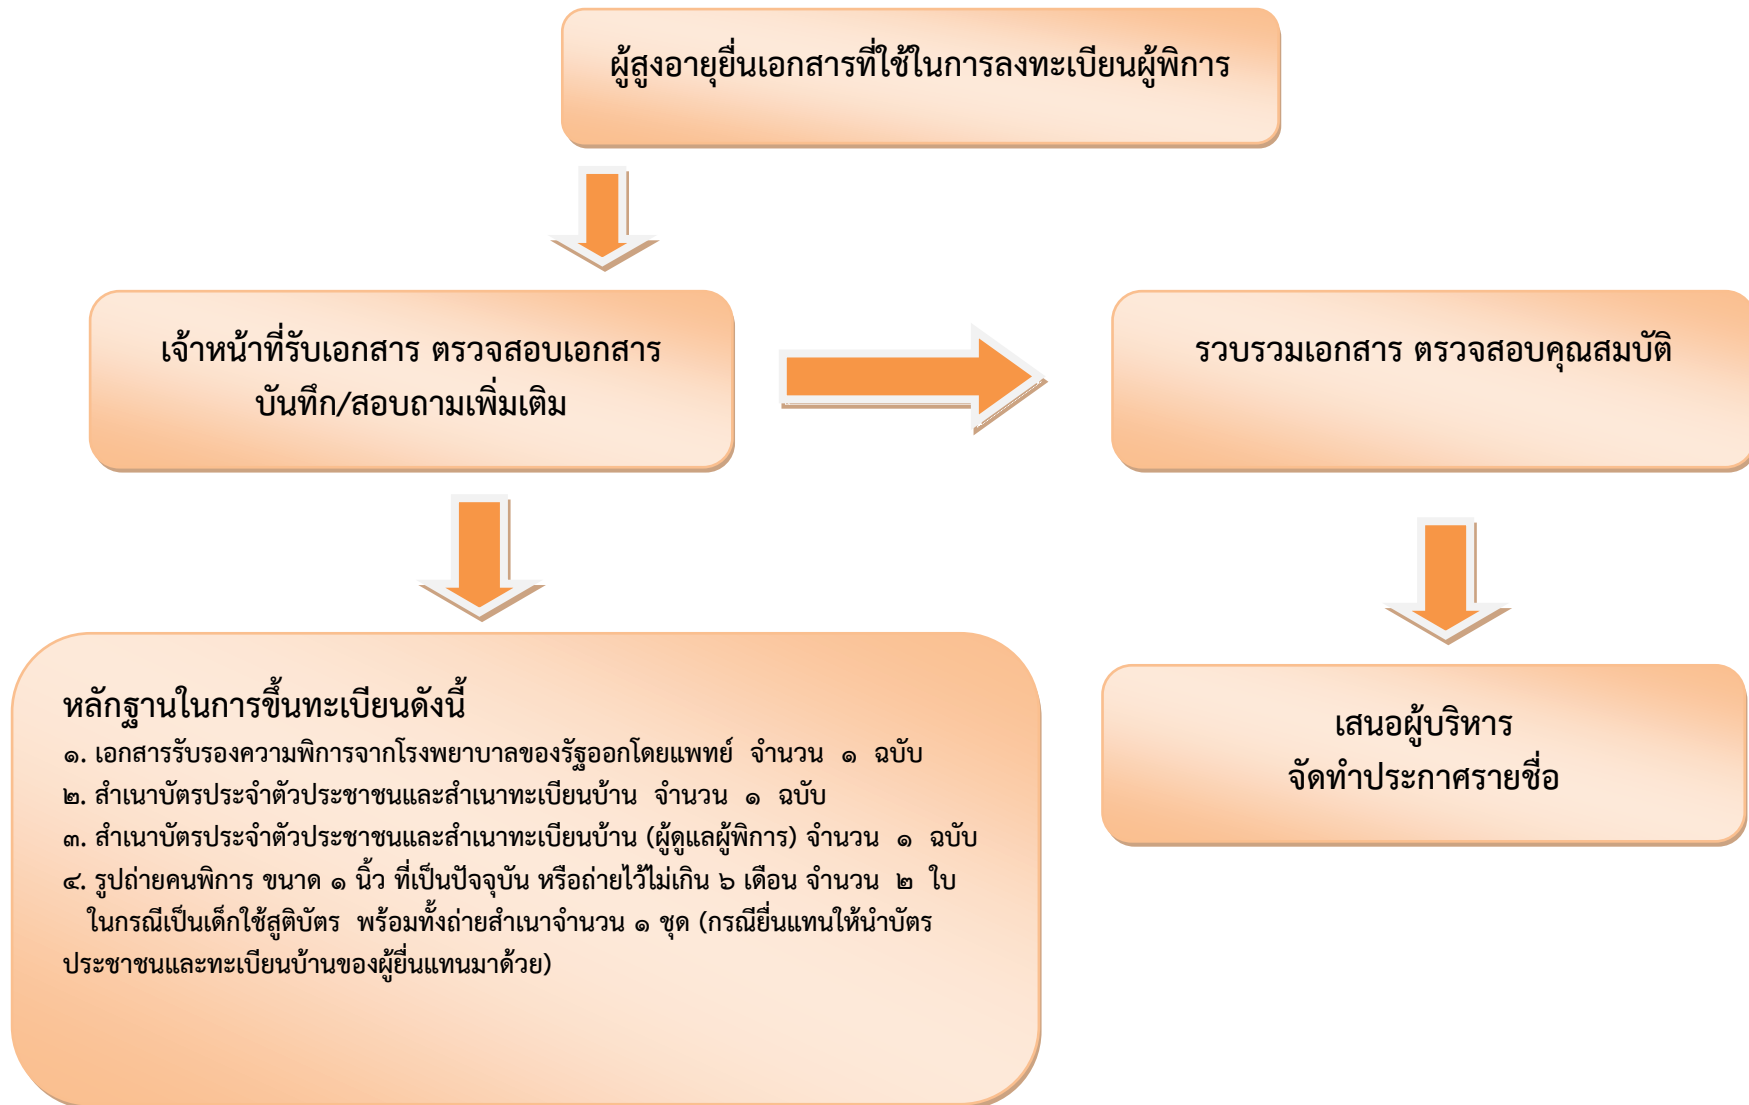 ผู้สูงอายุยื่นเอกสารที่ใช้ในการลงทะเบียนผู้พิการ
เจ้าหน้าที่รับเอกสาร ตรวจสอบเอกสาร
บันทึก/สอบถามเพิ่มเติม
รวบรวมเอกสาร ตรวจสอบคุณสมบัติ
หลักฐานในการขึ้นทะเบียนดังนี้
๑. เอกสารรับรองความพิการจากโรงพยาบาลของรัฐออกโดยแพทย์ จำนวน ๑ ฉบับ
๒. สำเนาบัตรประจำตัวประชาชนและสำเนาทะเบียนบ้าน จำนวน ๑ ฉบับ
๓. สำเนาบัตรประจำตัวประชาชนและสำเนาทะเบียนบ้าน (ผู้ดูแลผู้พิการ) จำนวน ๑ ฉบับ
๔. รูปถ่ายคนพิการ ขนาด ๑ นิ้ว ที่เป็นปัจจุบัน หรือถ่ายไว้ไม่เกิน ๖ เดือน จำนวน ๒ ใบ
ในกรณีเป็นเด็กใช้สูติบัตร พร้อมทั้งถ่ายสำเนาจำนวน ๑ ชุด (กรณียื่นแทนให้นำบัตร
ประชาชนและทะเบียนบ้านของผู้ยื่นแทนมาด้วย)
เสนอผู้บริหาร
จัดทำประกาศรายชื่อ